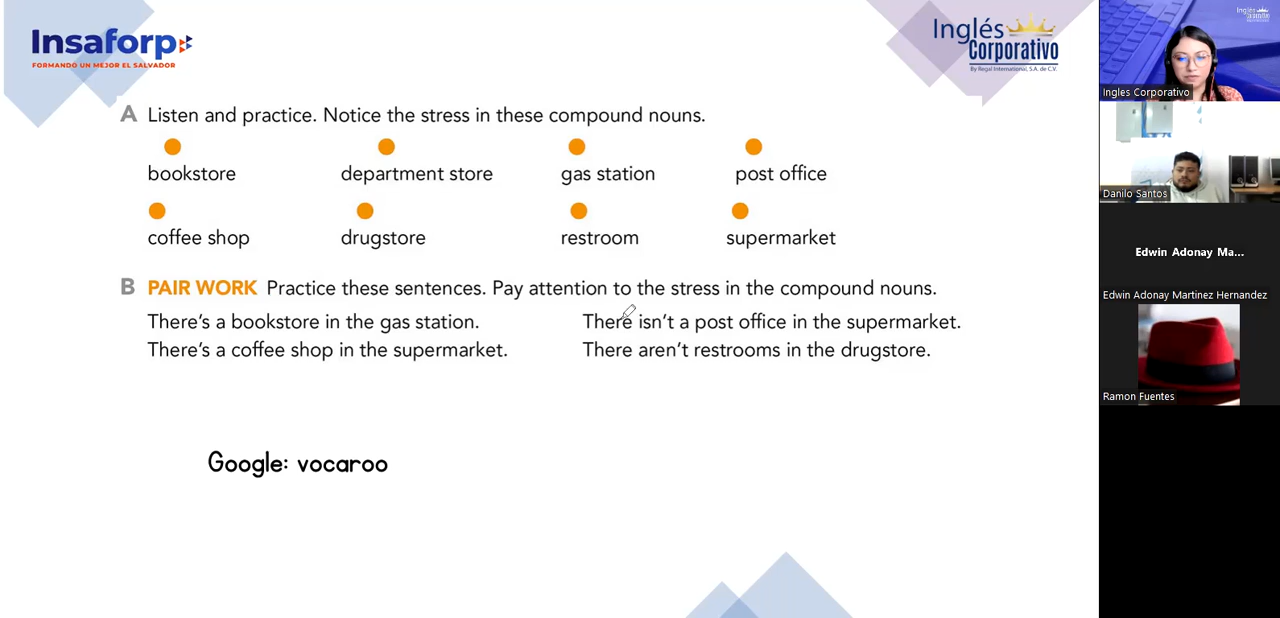 Insaforp
FORMANDO UN MEJOR EL SALVADOR
Inglés
Corporativo
By Regal International, S.A. de C.V.
A Listen and practice. Notice the stress in these compound nouns.
bookstore department store gas station post office
coffee shop drugstore restroom supermarket
B PAIR WORK Practice these sentences. Pay attention to the stress in the compound nouns.
There's a bookstore in the gas station. There isn't a post office in the supermarket.
There's a coffee shop in the supermarket. There aren't restrooms in the drugstore.
Google: vocaroo
Ingles Corporativo
Danilo Santos
Edwin Adonay Ma...
Edwin Adonay Martinez Hernandez
Ramon Fuentes